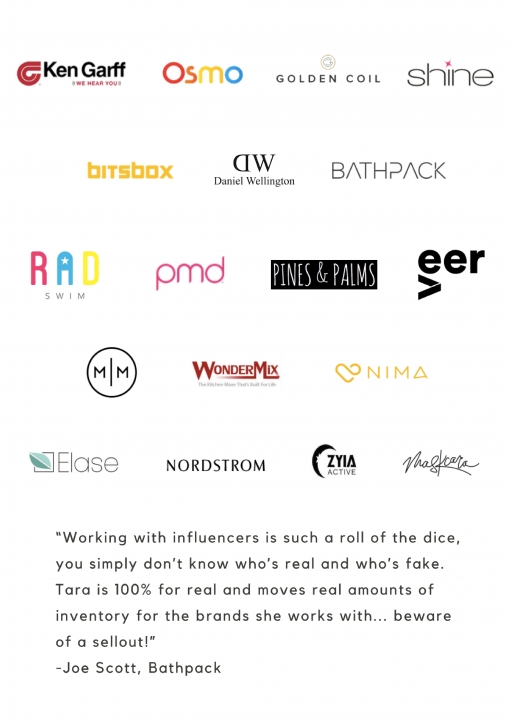 Ken Garff
WE HEAR YOU
Osmo
GOLDEN COIL
shine
bitsbox
DW
Daniel Wellington
BATHPACK
RAD
SWIM
pmd
PINES & PALMS
veer
M|M
WONDERMIX
The Kitchen Mixer That's Built For Life
NIMA
Elase
NORDSTROM
ZYIA
ACTIVE
Maskcara
“Working with influencers is such a roll of the dice,
you simply don’t know who’s real and who’s fake.
Tara is 100% for real and moves real amounts of
inventory for the brands she works with... beware
of a sellout!”
-Joe Scott, Bathpack